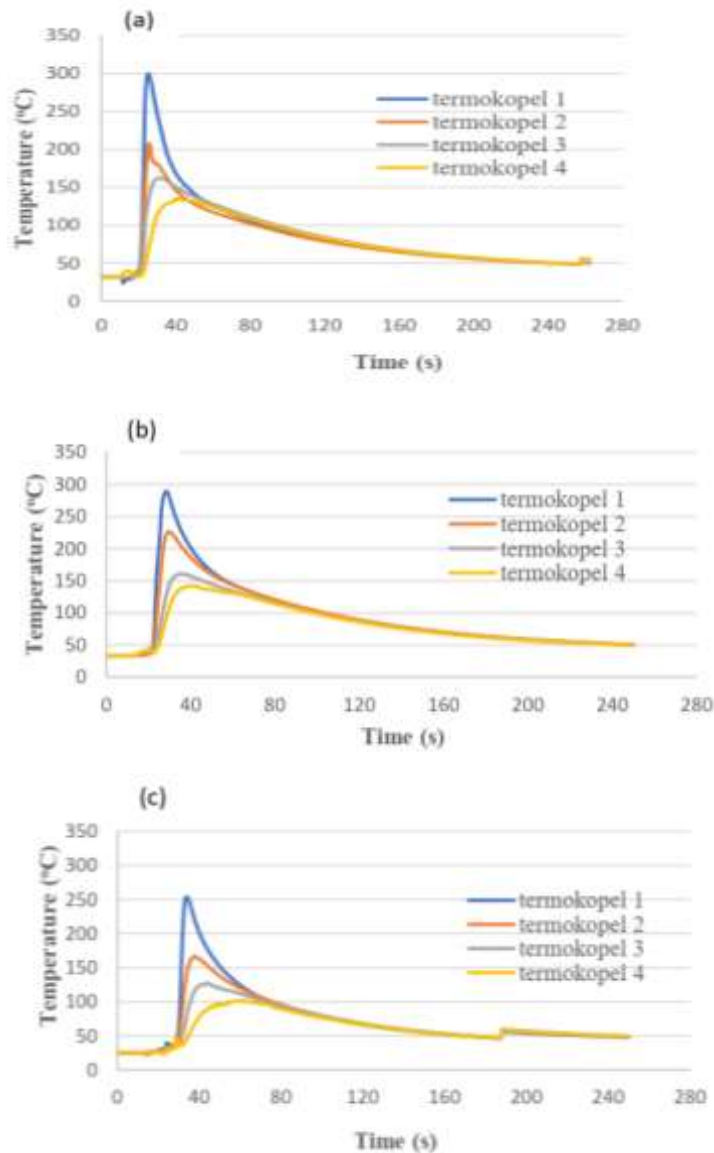 (a)
350
300
250
200
150
100
50
0
Temperature (°C)
termokopel 1
termokopel 2
termokopel 3
termokopel 4
0 40 80 120 160 200 240 280
Time (s)
(b)
350
300
250
200
150
100
50
0
Temperature (°C)
termokopel 1
termokopel 2
termokopel 3
termokopel 4
0 40 80 120 160 200 240 280
Time (s)
(c)
350
300
250
200
150
100
50
0
Temperature (°C)
termokopel 1
termokopel 2
termokopel 3
termokopel 4
0 40 80 120 160 200 240 280
Time (s)